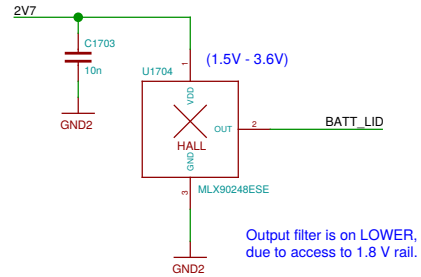 2V7
C1703
10n
GND2
U1704
(1.5V - 3.6V)
1
VDD
HALL
OUT
2
BATT_LID
GND
3
MLX90248ESE
GND2
Output filter is on LOWER,
due to access to 1.8 V rail.